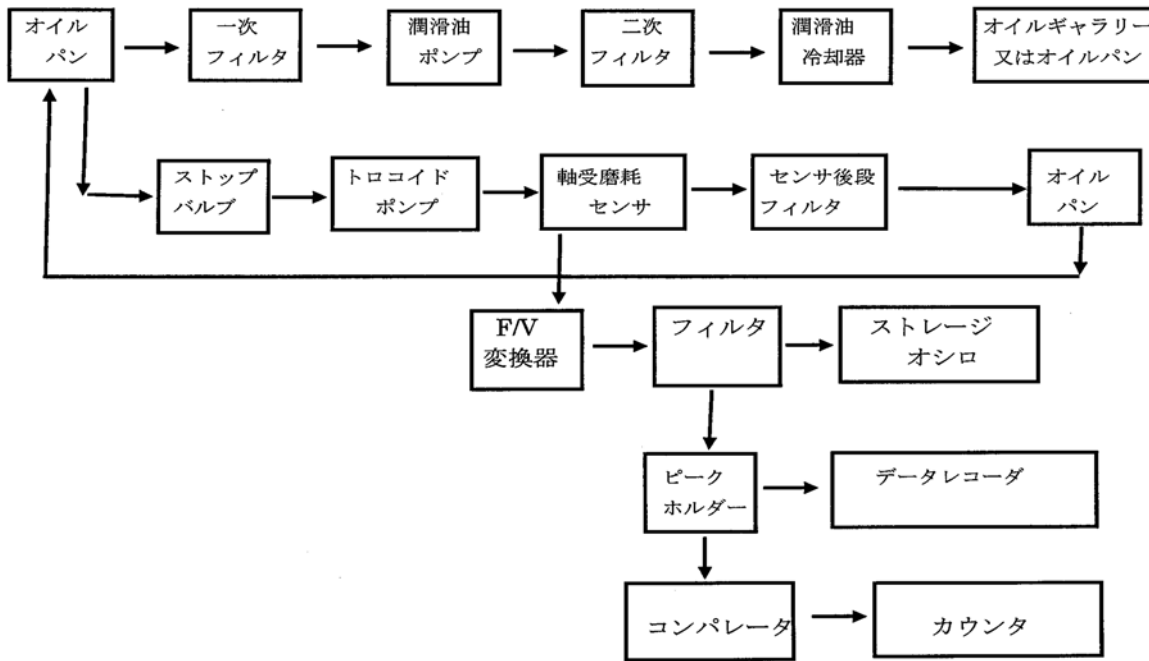 オイル
パン
一次
フィルタ
潤滑油
ポンプ
二次
フィルタ
潤滑油
冷却器
オイルギャラリー
又はオイルパン
ストップ
バルブ
トロコイド
ポンプ
軸受磨耗
センサ
センサ後段
フィルタ
オイル
パン
F/V
変換器
フィルタ
ストレージ
オシロ
ピーク
ホルダー
データレコーダ
コンパレータ
カウンタ